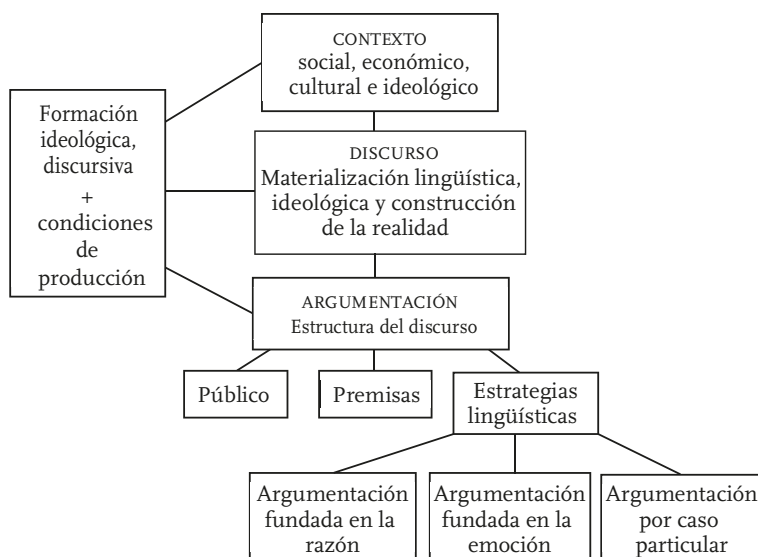 CONTEXTO
social, económico,
cultural e ideológico
Formación
ideológica,
discursiva
+
condiciones
de
producción
DISCURSO
Materialización lingüística,
ideológica y construcción
de la realidad
ARGUMENTACIÓN
Estructura del discurso
Público
Premisas
Estrategias
lingüísticas
Argumentación
fundada en la
razón
Argumentación
fundada en la
emoción
Argumentación
por caso
particular